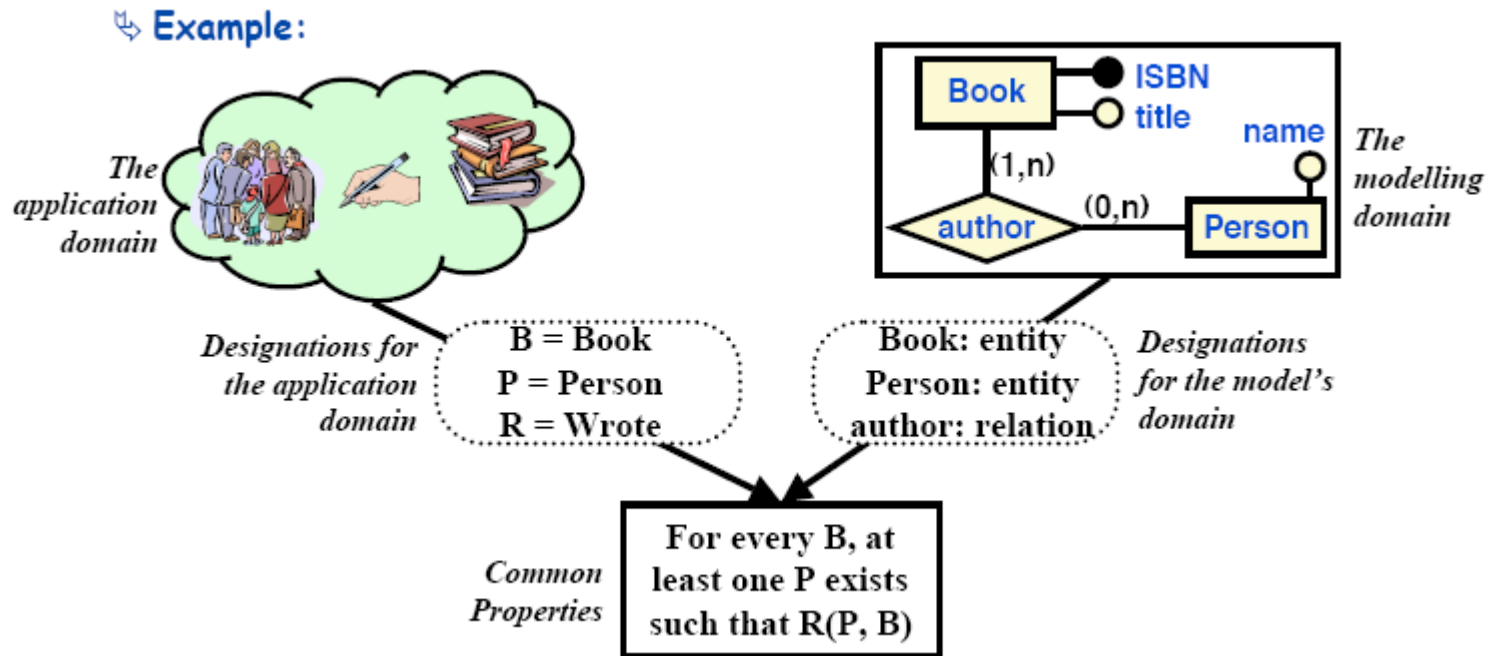 Example:
The
application
domain
Book
ISBN
title
name
(1,n)
(0,n)
author
Person
The
modelling
domain
Designations for
the application
domain
B = Book
P = Person
R = Wrote
Book: entity
Person: entity
author: relation
Designations
for the model's
domain
Common
Properties
For every B, at
least one P exists
such that R(P, B)